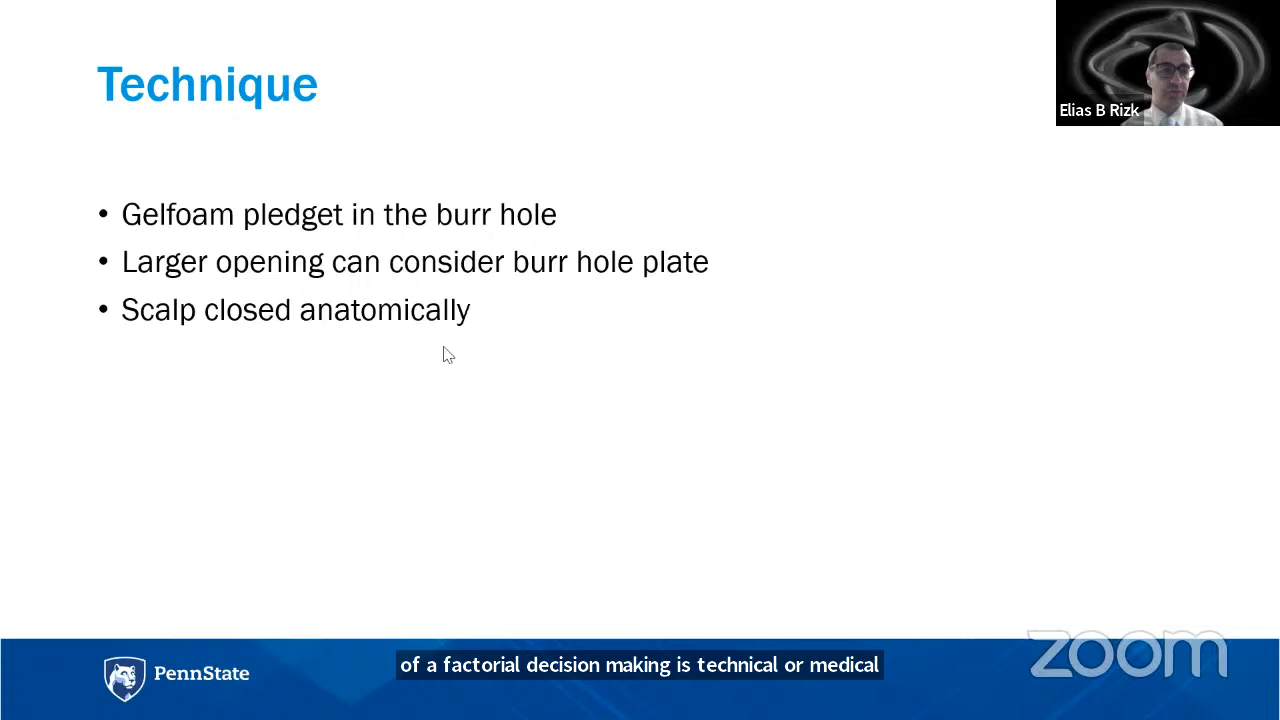 Technique
Elias B Rizk
• Gelfoam pledget in the burr hole
• Larger opening can consider burr hole plate
• Scalp closed anatomically
of a factorial decision making is technical or medical
PennState
zoom